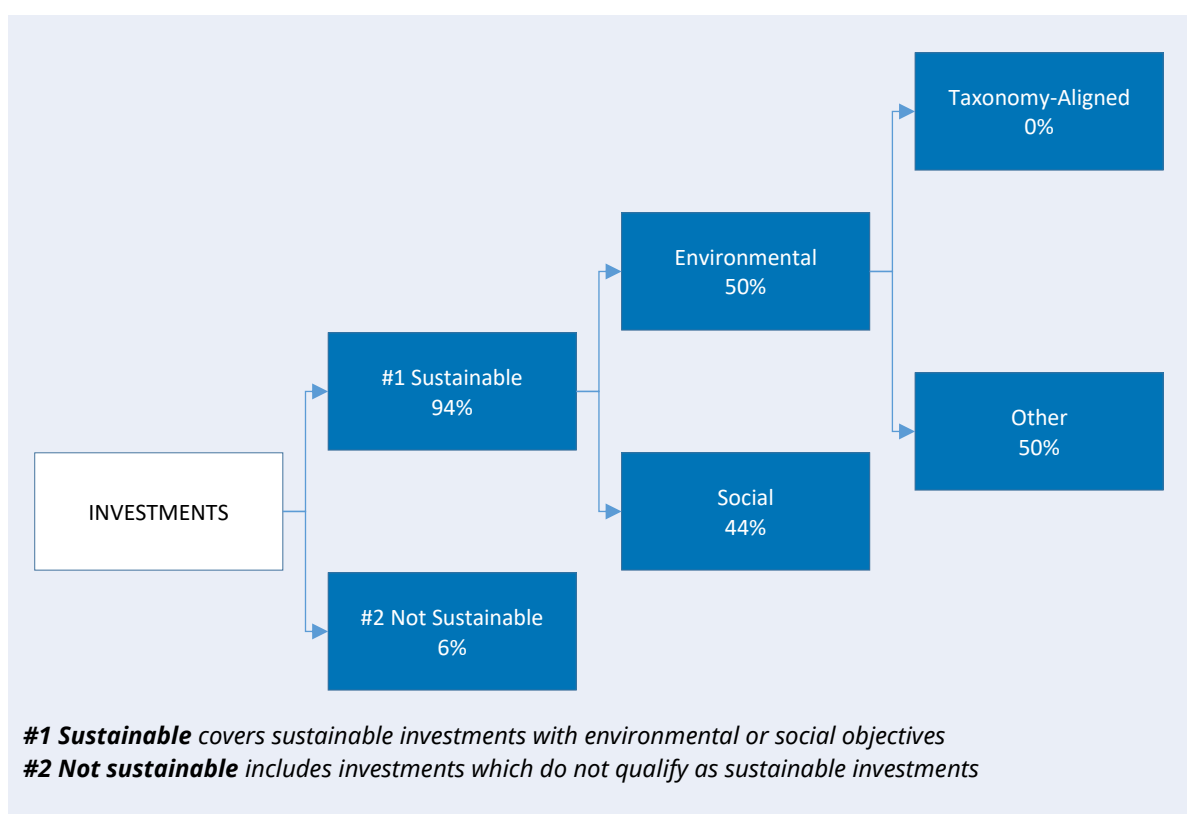 Taxonomy-Aligned
0%
Environmental
50%
#1 Sustainable
94%
Other
50%
INVESTMENTS
Social
44%
#2 Not Sustainable
6%
#1 Sustainable covers sustainable investments with environmental or social objectives
#2 Not sustainable includes investments which do not qualify as sustainable investments